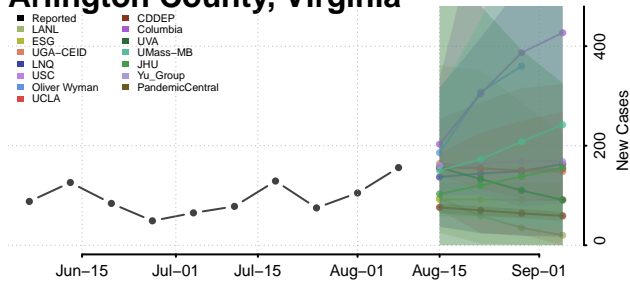 Arlington County, Virginia
Reported
LANL
ESG
UGA−CEID
LNQ
USC
Oliver Wyman
UCLA
CDDEP
Columbia
UVA
UMass−MB
JHU
Yu_Group
PandemicCentral
400
200
0
New Cases
Jun−15 Jul−01 Jul−15 Aug−01 Aug−15 Sep−01